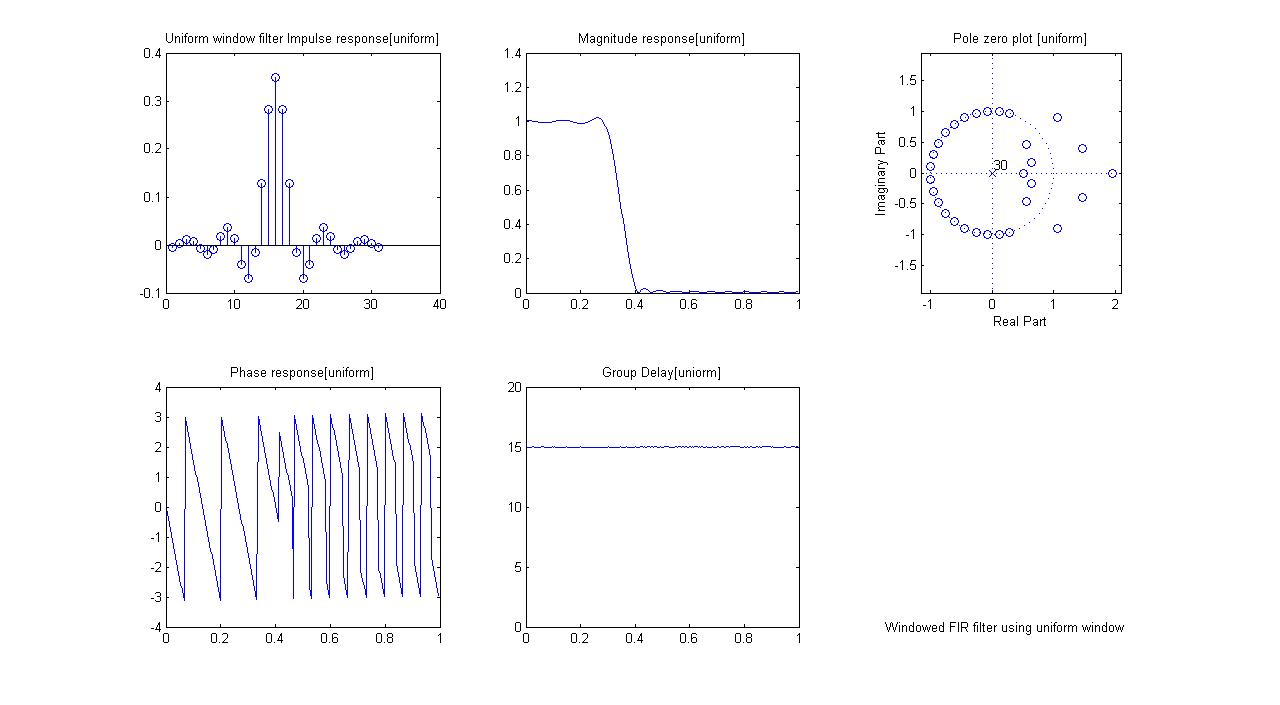 Uniform window filter Impulse response[uniform]
0.4
0.3
0.2
0.1
0
-0.1
0 10 20 30 40
Magnitude response[uniform]
1.4
1.2
1
0.8
0.6
0.4
0.2
0
0 0.2 0.4 0.6 0.8 1
Pole zero plot [uniform]
1.5
1
0.5
0
-0.5
-1
-1.5
Imaginary Part
30
-1 0 1 2
Real Part
Phase response[uniform]
4
3
2
1
0
-1
-2
-3
-4
0 0.2 0.4 0.6 0.8 1
Group Delay[uniorm]
20
15
10
5
0
0 0.2 0.4 0.6 0.8 1
Windowed FIR filter using uniform window